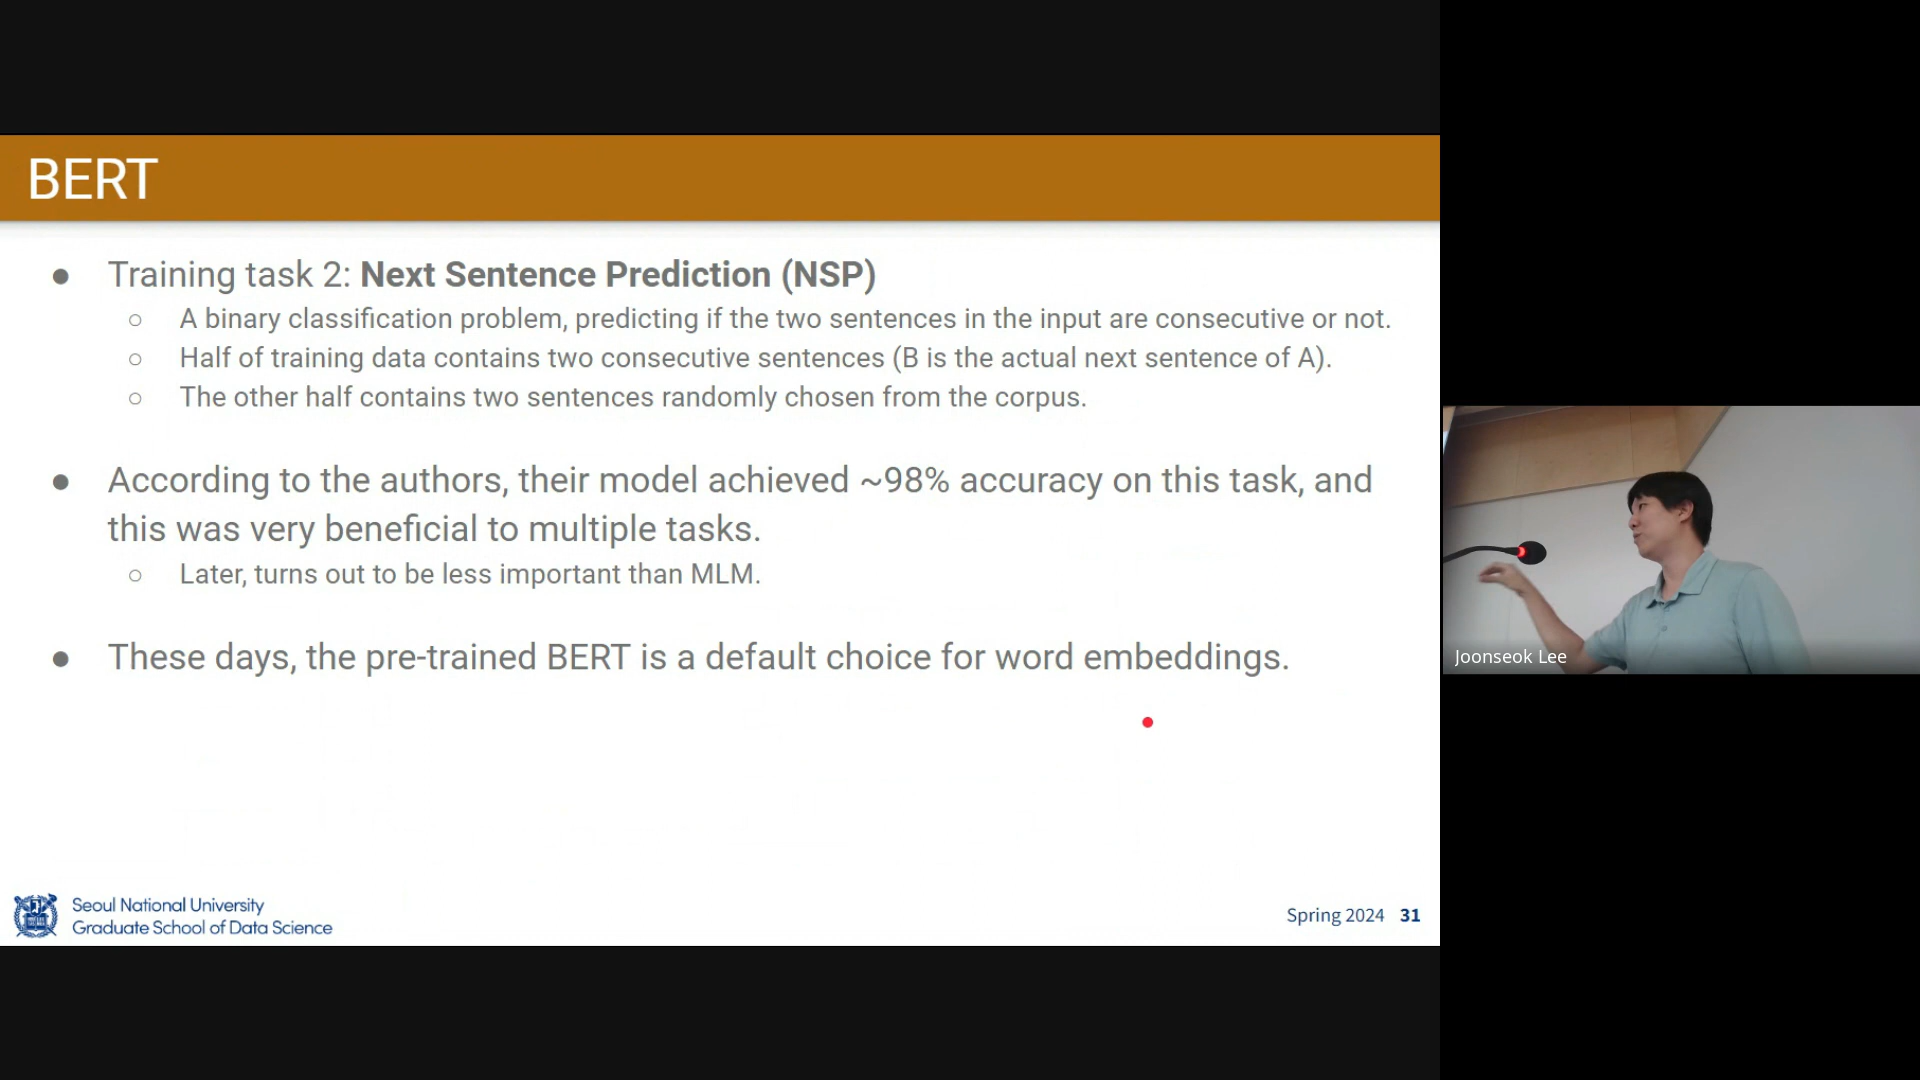 BERT
● Training task 2: Next Sentence Prediction (NSP)
○ A binary classification problem, predicting if the two sentences in the input are consecutive or not.
○ Half of training data contains two consecutive sentences (B is the actual next sentence of A).
○ The other half contains two sentences randomly chosen from the corpus.
● According to the authors, their model achieved ~98% accuracy on this task, and
this was very beneficial to multiple tasks.
○ Later, turns out to be less important than MLM.
● These days, the pre-trained BERT is a default choice for word embeddings.
Seoul National University
Graduate School of Data Science
Spring 2024 31
Joonseok Lee